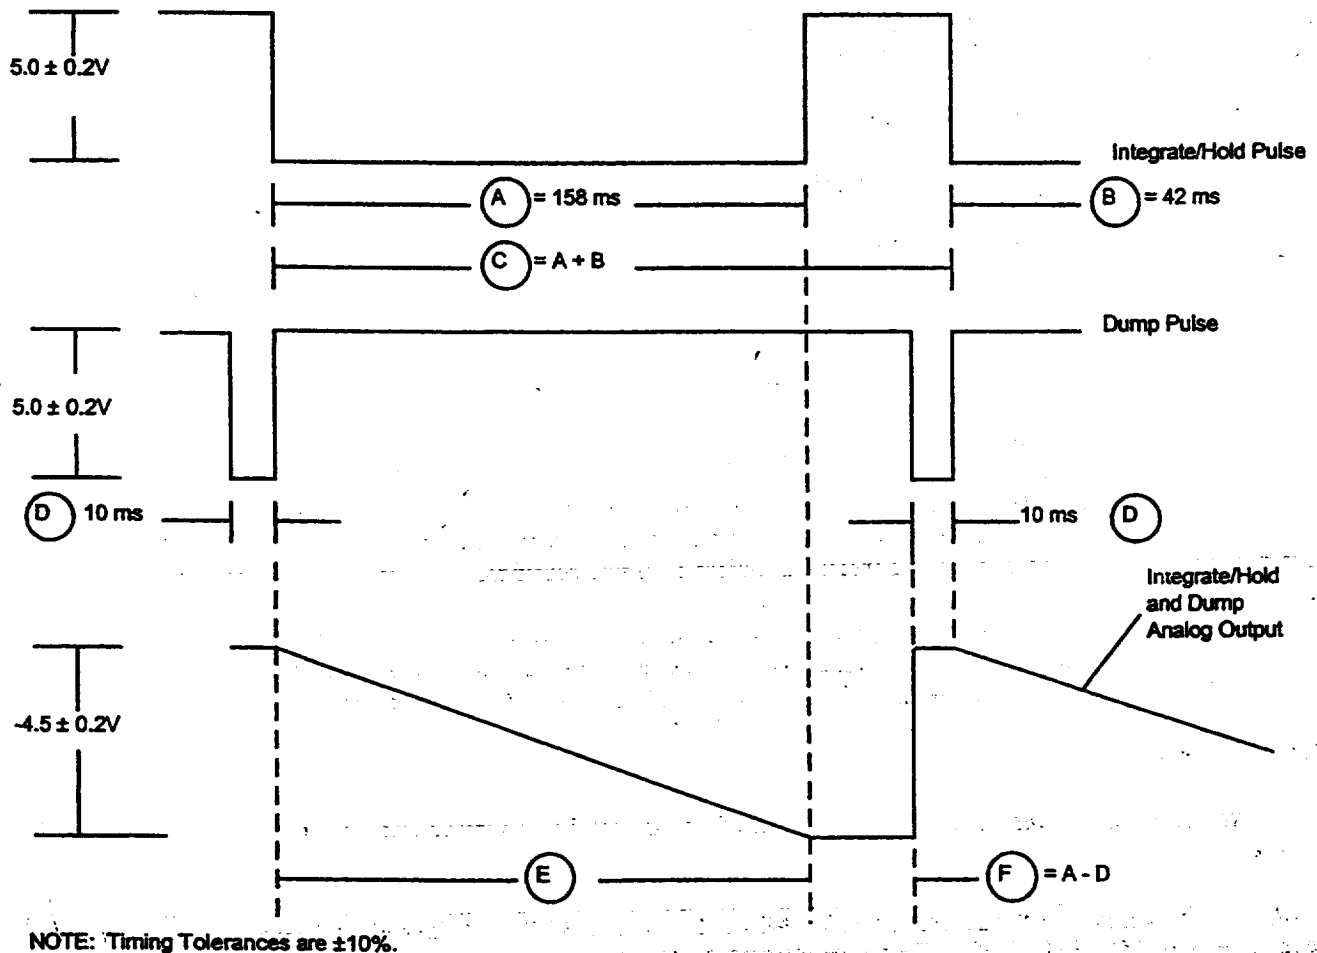 5.0 ± 0.2V
Integrate/Hold Pulse
A = 158 ms
B = 42 ms
C = A + B
Dump Pulse
5.0 ± 0.2V
D 10 ms
10 ms D
Integrate/Hold
and Dump
Analog Output
-4.5 ± 0.2V
E
F = A - D
NOTE: Timing Tolerances are ±10%.